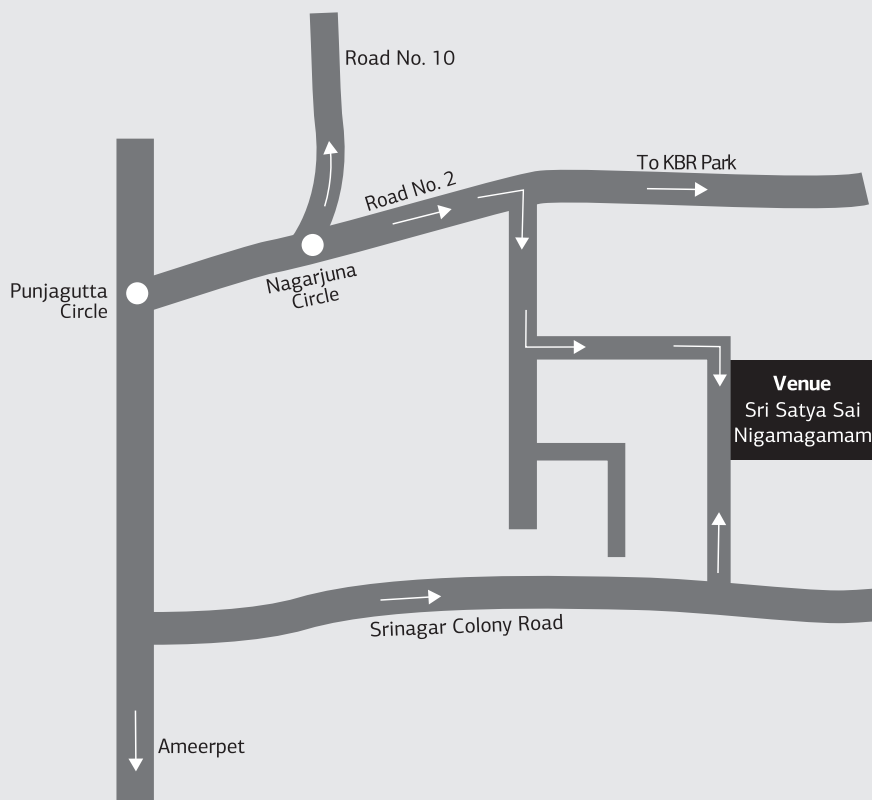 Road No. 10
To KBR Park
Road No. 2
Nagarjuna
Circle
Punjagutta
Circle
Venue
Sri Satya Sai
Nigamagamam
Srinagar Colony Road
Ameerpet